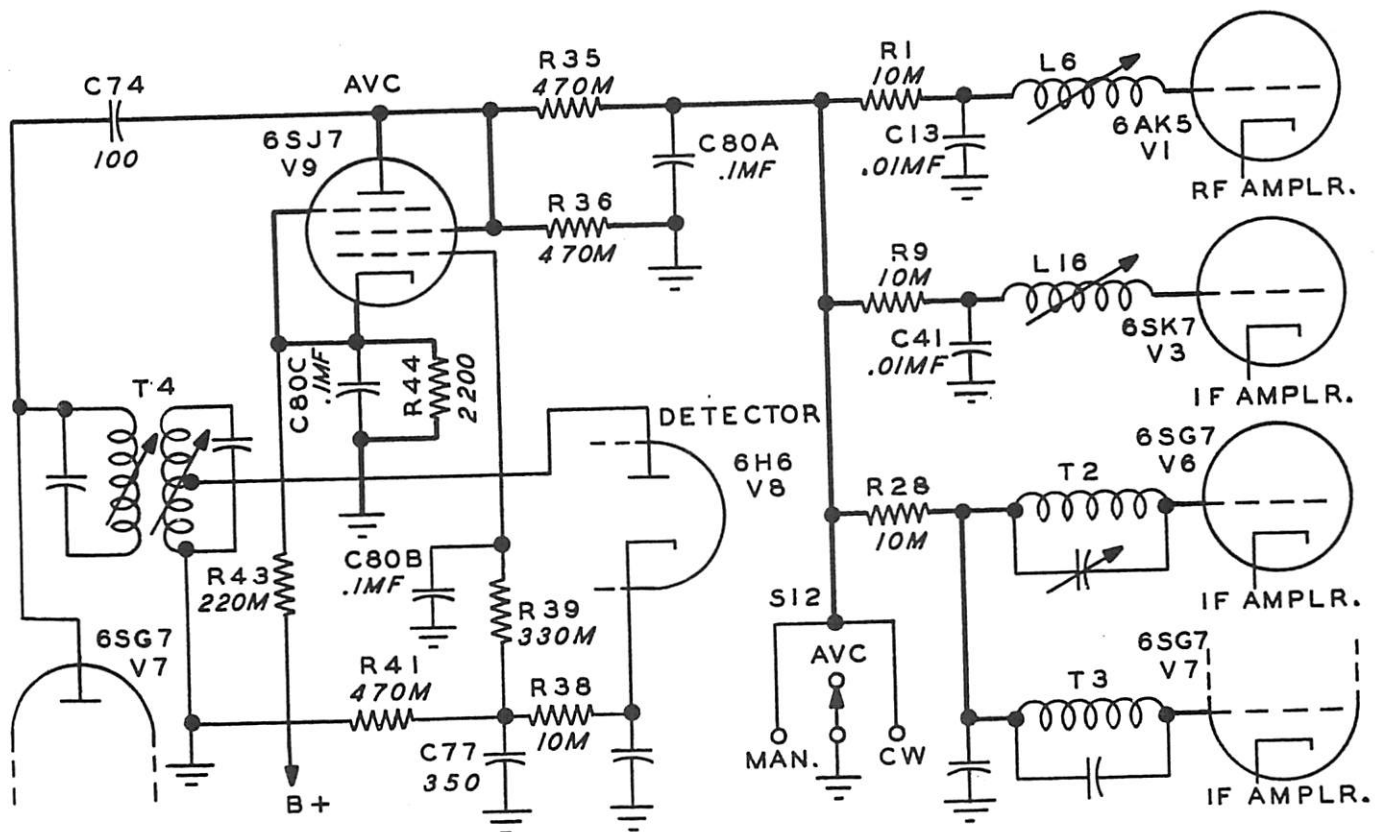 C74
100
AVC
6SJ7
V9
R35
470M
R36
470M
C80A
.1MF
R1
10M
C13
.01MF
L6
6AK5
V1
RF AMPLR.
R9
10M
C41
.01MF
L16
6SK7
V3
IF AMPLR.
T4
C80C
.1MF
R44
2200
DETECTOR
6H6
V8
R28
10M
T2
6SG7
V6
IF AMPLR.
R43
220M
C80B
.1MF
R39
330M
S12
AVC
MAN.
CW
6SG7
V7
R41
470M
R38
10M
C77
350
B+
T3
6SG7
V7
IF AMPLR.